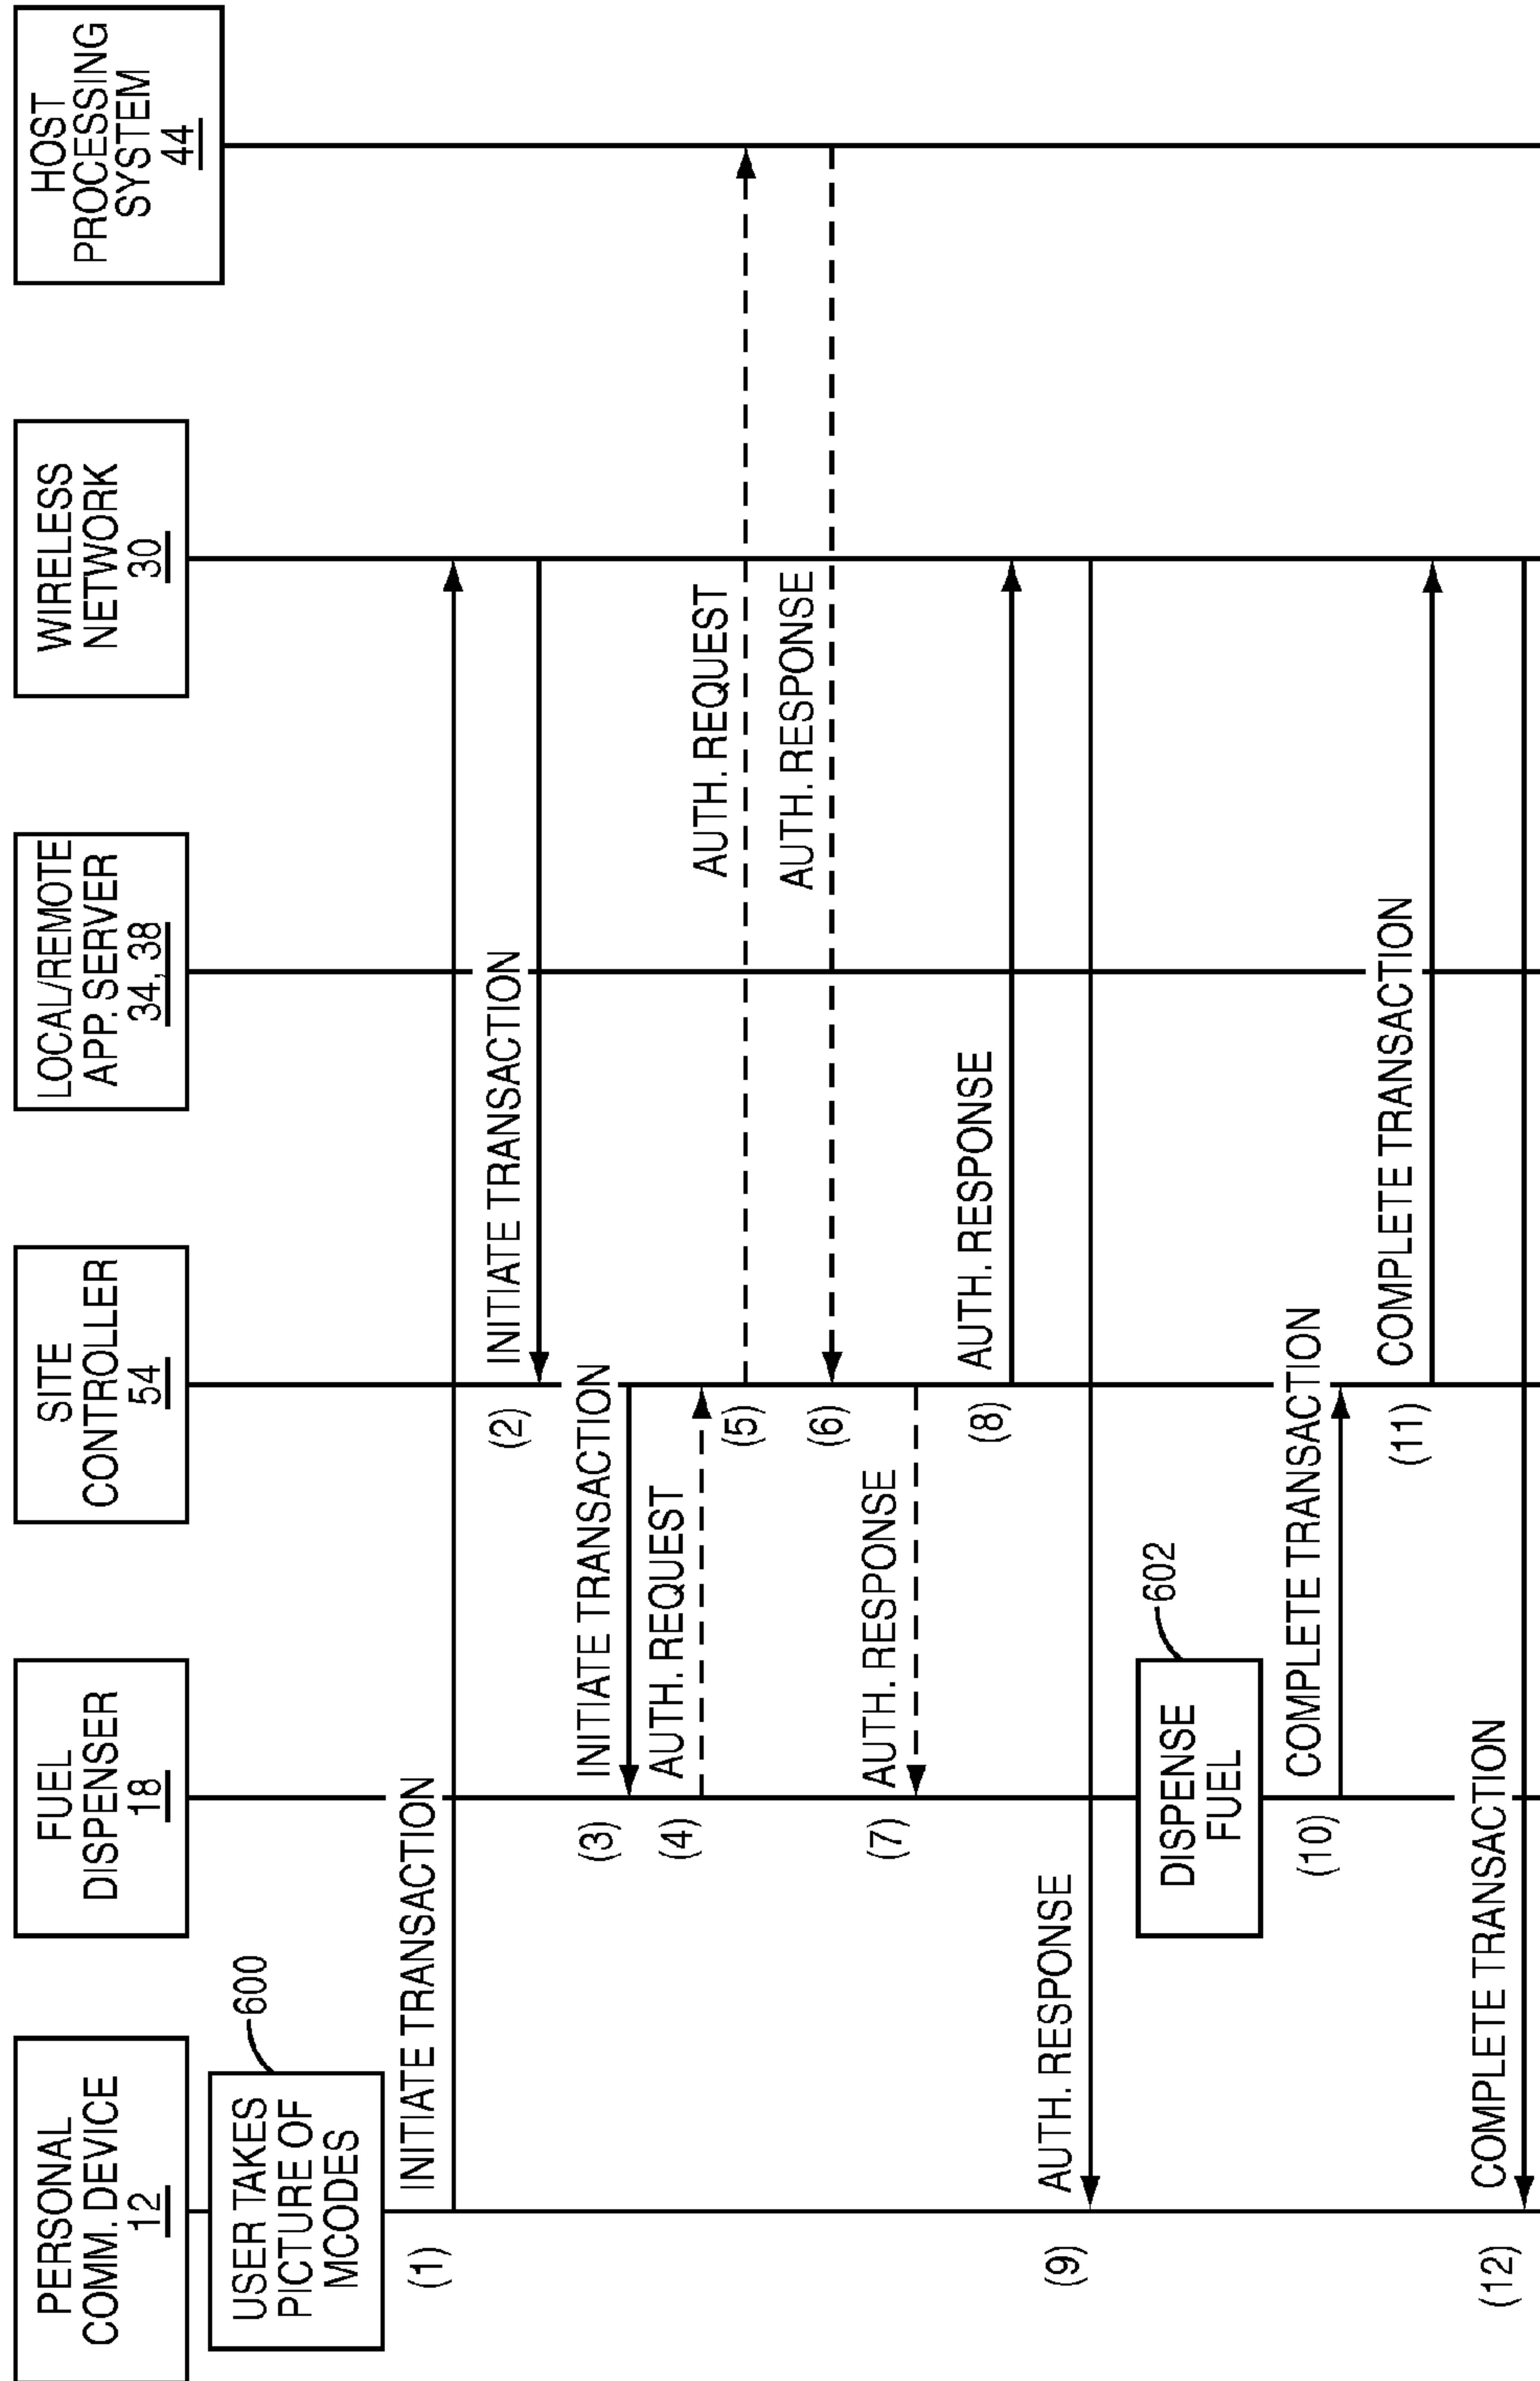 PERSONAL
COMM. DEVICE
12
FUEL
DISPENSER
18
SITE
CONTROLLER
54
LOCAL/REMOTE
APP. SERVER
34, 38
WIRELESS
NETWORK
30
HOST
PROCESSING
SYSTEM
44
USER TAKES
PICTURE OF
MCODES
600
(1)
INITIATE TRANSACTION
(2)
INITIATE TRANSACTION
(3)
INITIATE TRANSACTION
(4)
AUTH. REQUEST
(5)
AUTH. REQUEST
(6)
AUTH. RESPONSE
(7)
AUTH. RESPONSE
(8)
AUTH. RESPONSE
(9)
AUTH. RESPONSE
DISPENSE
FUEL
602
(10)
COMPLETE TRANSACTION
(11)
COMPLETE TRANSACTION
(12)
COMPLETE TRANSACTION